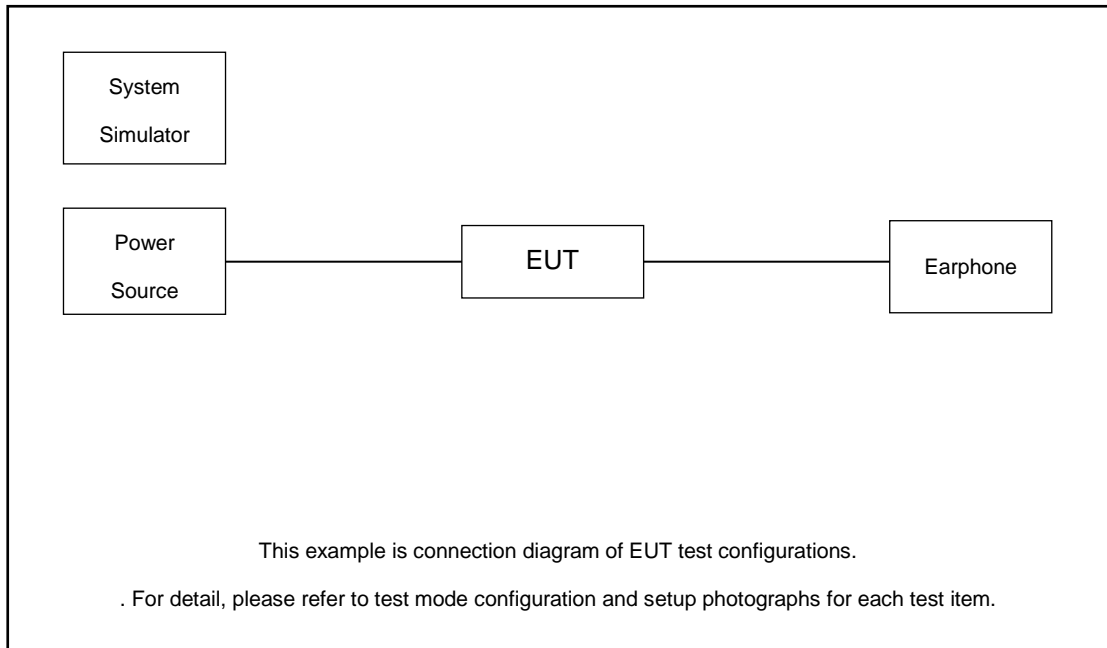 System
Simulator
Power
Source
EUT
Earphone
This example is connection diagram of EUT test configurations.
. For detail, please refer to test mode configuration and setup photographs for each test item.